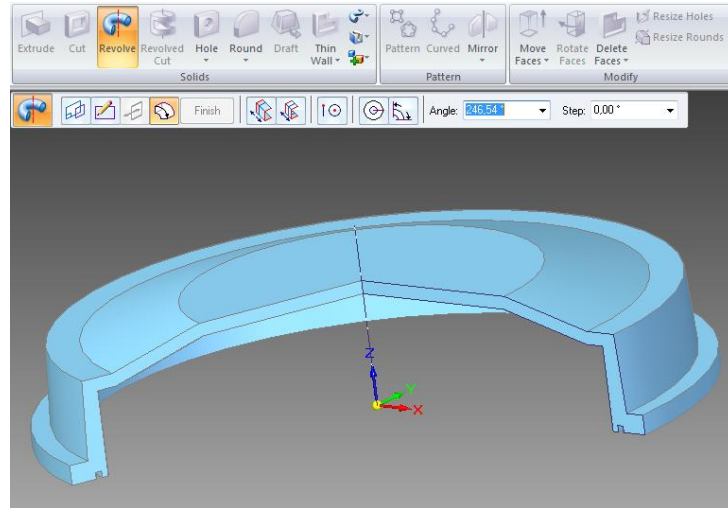 Extrude Cut Revolve Revolved Cut Hole Round Draft Thin Wall
Solids
Pattern Curved Mirror
Pattern
Move Faces Rotate Faces Delete Faces Resize Holes
Resize Rounds
Modify
Finish Angle: 246,54 ° Step: 0,00 °
Z
Y
X